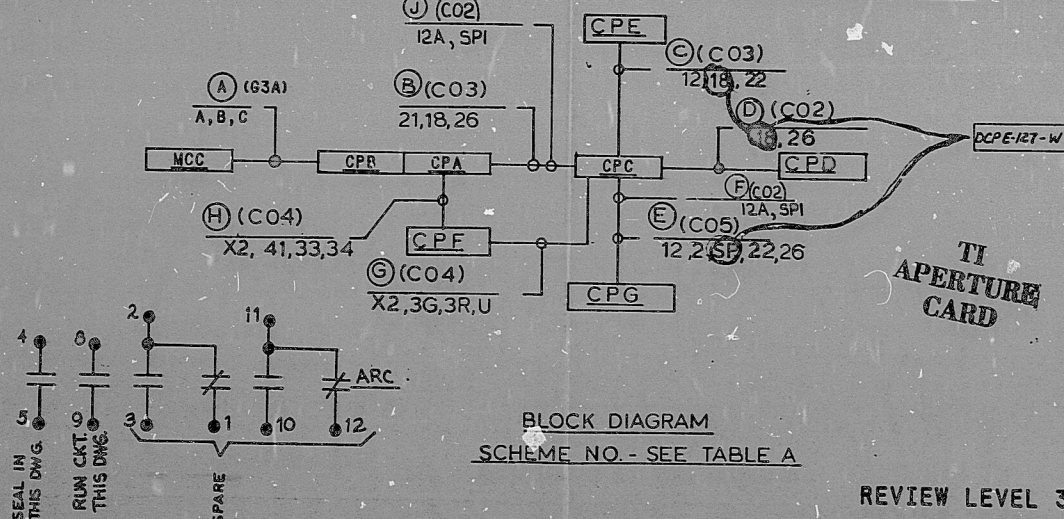 J (C02)
12A, SP1
CPE
C (C03)
12, 18, 22
A (G3A)
A, B, C
B (C03)
21, 18, 26
D (C02)
18, 26
DCPE-127-W
MCC
CPB
CPA
CPC
CPD
F (C02)
12A, SP1
H (C04)
X2, 41, 33, 34
CPF
E (C05)
12, 2 SP, 22, 26
G (C04)
X2, 3G, 3R, U
CPG
TI
APERTURE
CARD
2
11
4
8
ARC
5
9
3
1
10
12
SEAL IN
THIS DWG.
RUN CKT.
THIS DWG.
SPARE
BLOCK DIAGRAM
SCHEME NO. - SEE TABLE A
REVIEW LEVEL 3